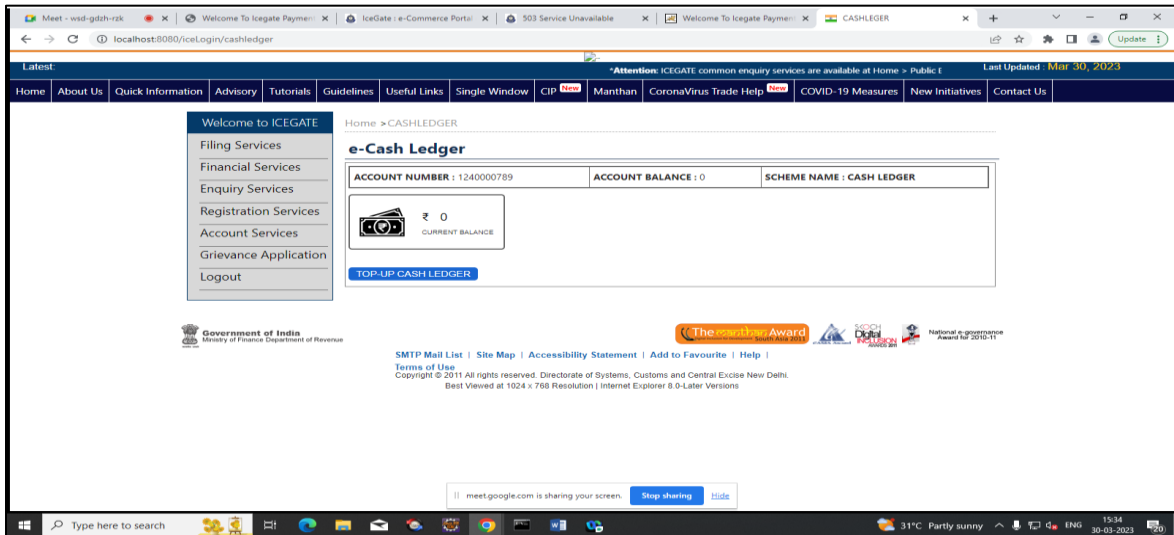 Meet - wsd-gdzh-rzk
Welcome To Icegate Payment
IceGate : e-Commerce Portal
503 Service Unavailable
Welcome To Icegate Payment
CASHLEGER
localhost:8080/iceLogin/cashledger
Update
Latest:
*Attention: ICEGATE common enquiry services are available at Home > Public E
Last Updated : Mar 30, 2023
Home About Us Quick Information Advisory Tutorials Guidelines Useful Links Single Window CIP New Manthan CoronaVirus Trade Help New COVID-19 Measures New Initiatives Contact Us
Welcome to ICEGATE
Filing Services
Financial Services
Enquiry Services
Registration Services
Account Services
Grievance Application
Logout
Home >CASHLEDGER
e-Cash Ledger
ACCOUNT NUMBER : 1240000789 ACCOUNT BALANCE : 0 SCHEME NAME : CASH LEDGER
₹ 0
CURRENT BALANCE
TOP-UP CASH LEDGER
Government of India
Ministry of Finance Department of Revenue
The manthan Award
South Asia 2011
SKOCH
Digital
INCLUSION
AWARDS 2011
National e-governance
Award for 2010-11
SMTP Mail List | Site Map | Accessibility Statement | Add to Favourite | Help |
Terms of Use
Copyright © 2011 All rights reserved. Directorate of Systems, Customs and Central Excise New Delhi.
Best Viewed at 1024 x 768 Resolution | Internet Explorer 8.0-Later Versions
meet.google.com is sharing your screen. Stop sharing Hide
Type here to search
31°C Partly sunny
ENG
15:34
30-03-2023
20